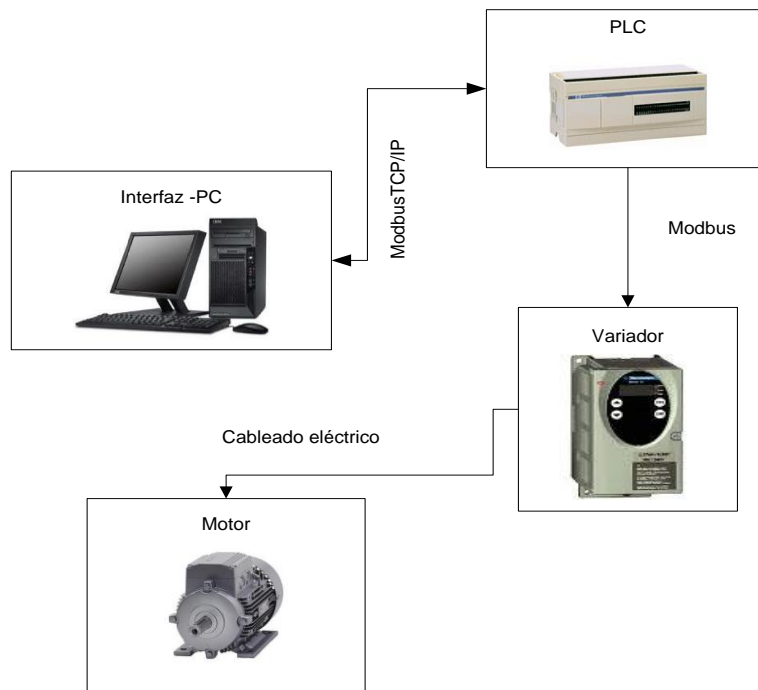 PLC
ModbusTCP/IP
Interfaz -PC
Modbus
Variador
Cableado eléctrico
Motor